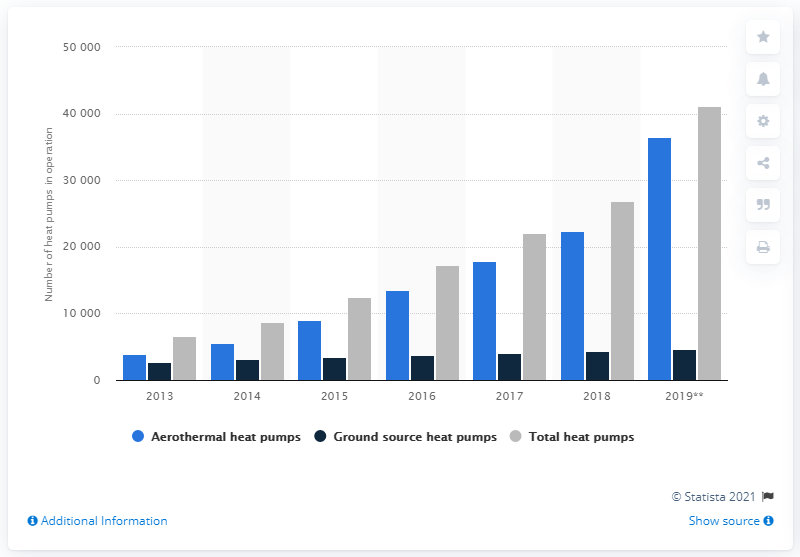 50 000
40 000
30 000
20 000
10 000
0
Number of heat pumps in operation
2013 2014 2015 2016 2017 2018 2019**
Aerothermal heat pumps Ground source heat pumps Total heat pumps
© Statista 2021
Additional Information Show source